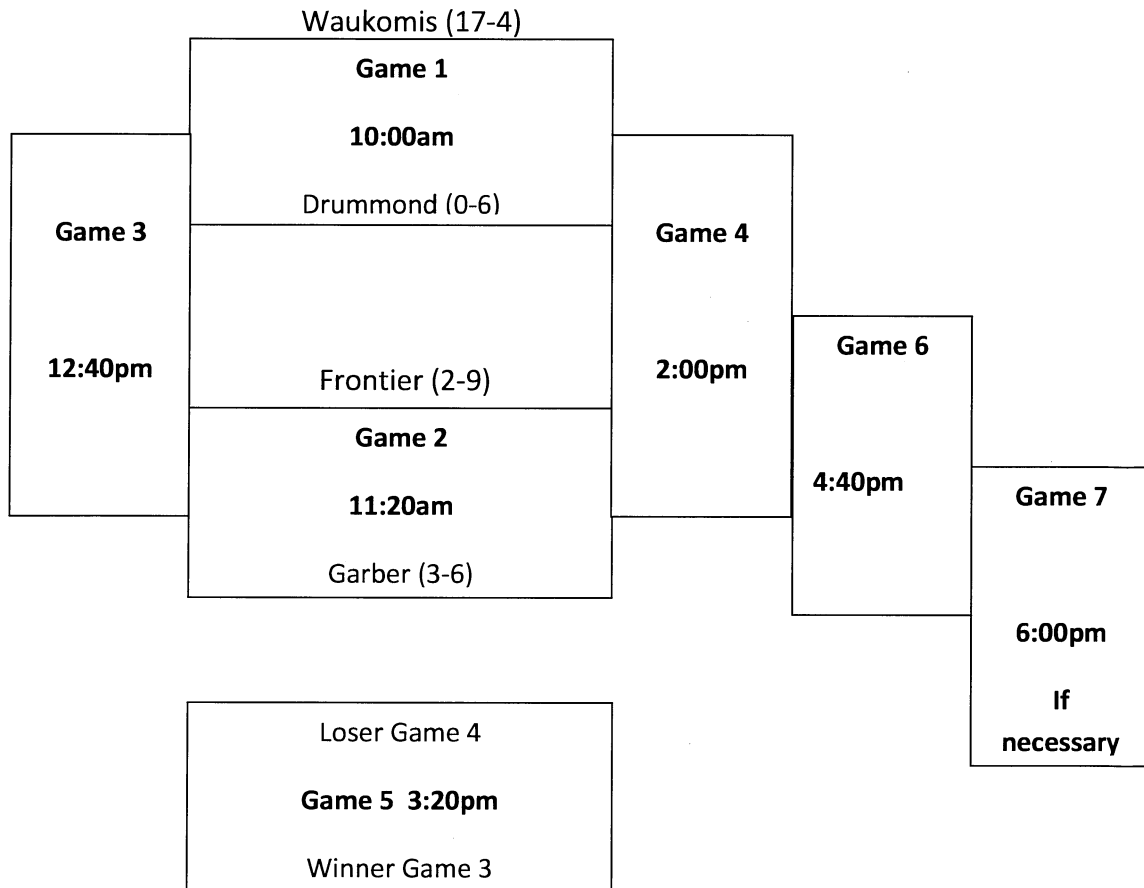 Waukomis (17-4)
Game 1
10:00am
Drummond (0-6)
Game 3
12:40pm
Frontier (2-9)
Game 2
11:20am
Garber (3-6)
Game 4
2:00pm
Game 6
4:40pm
Game 7
6:00pm
If
necessary
Loser Game 4
Game 5 3:20pm
Winner Game 3